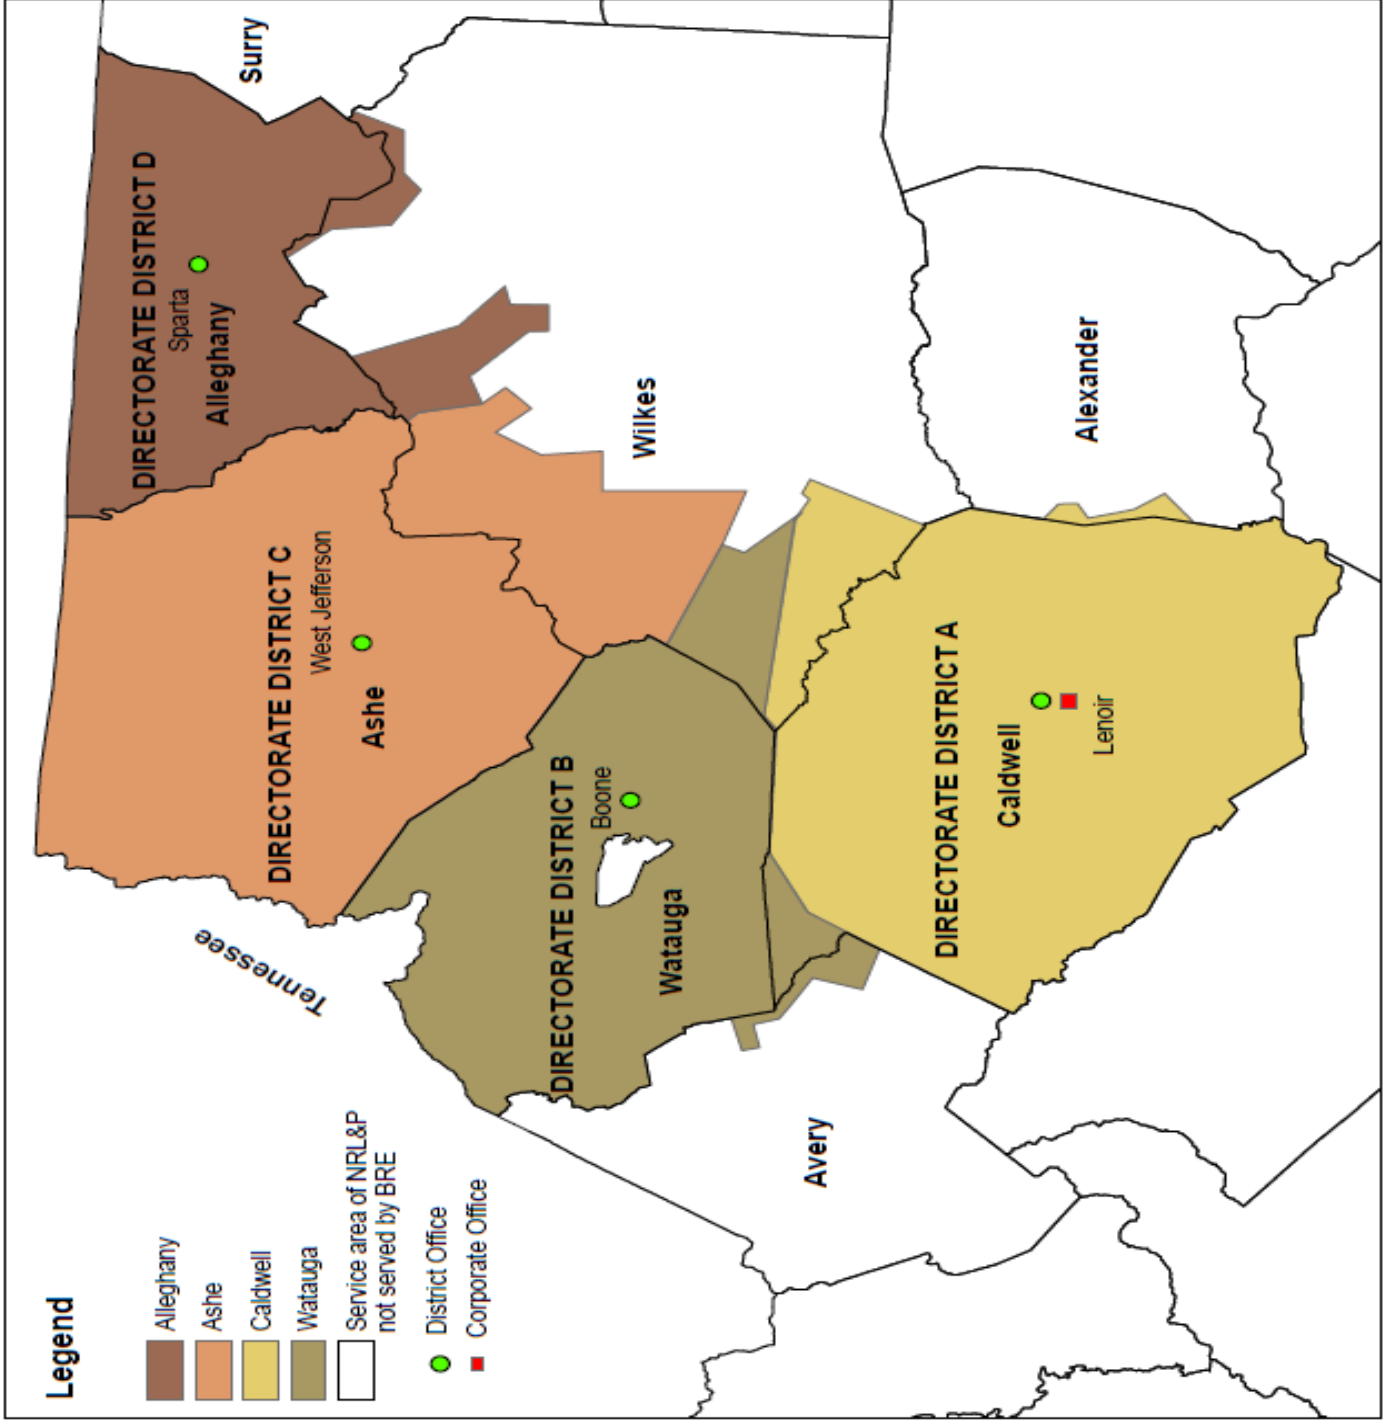 Legend
Alleghany
Ashe
Caldwell
Watauga
Service area of NRL&P
not served by BRE
District Office
Corporate Office
Tennessee
DIRECTORATE DISTRICT C
West Jefferson
Ashe
DIRECTORATE DISTRICT D
Sparta
Alleghany
Surry
DIRECTORATE DISTRICT B
Boone
Watauga
Wilkes
Avery
DIRECTORATE DISTRICT A
Caldwell
Lenoir
Alexander